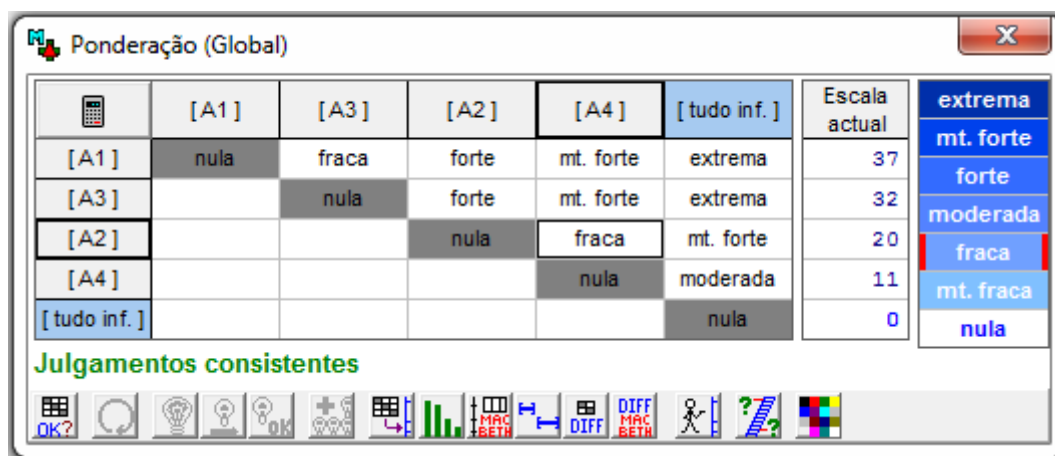 Ponderação (Global)
[ A1 ] [ A3 ] [ A2 ] [ A4 ] [ tudo inf. ] Escala actual extrema
mt. forte
[ A1 ] nula fraca forte mt. forte extrema 37
forte
[ A3 ] nula forte mt. forte extrema 32
moderada
[ A2 ] nula fraca mt. forte 20
fraca
[ A4 ] nula moderada 11
mt. fraca
[ tudo inf. ] nula 0
nula
Julgamentos consistentes
OK? OK MAC BETH DIFF DIFF MAC BETH ? ?